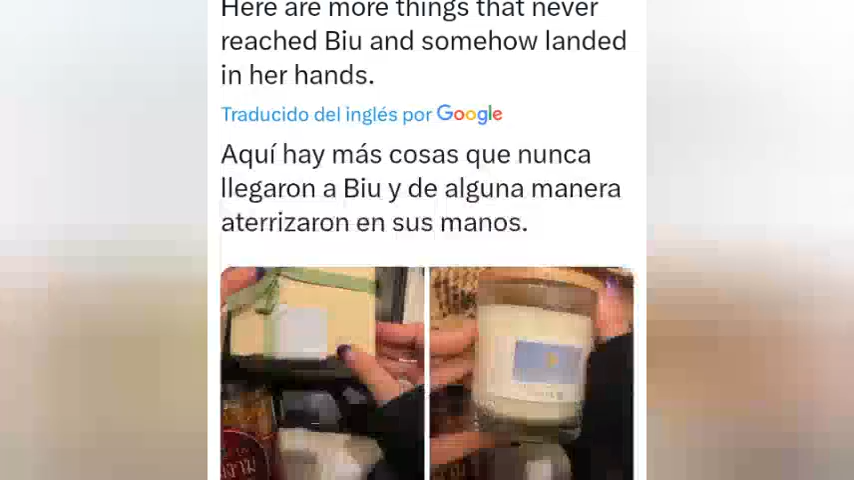 Here are more things that never
reached Biu and somehow landed
in her hands.
Traducido del inglés por Google
Aquí hay más cosas que nunca
llegaron a Biu y de alguna manera
aterrizaron en sus manos.